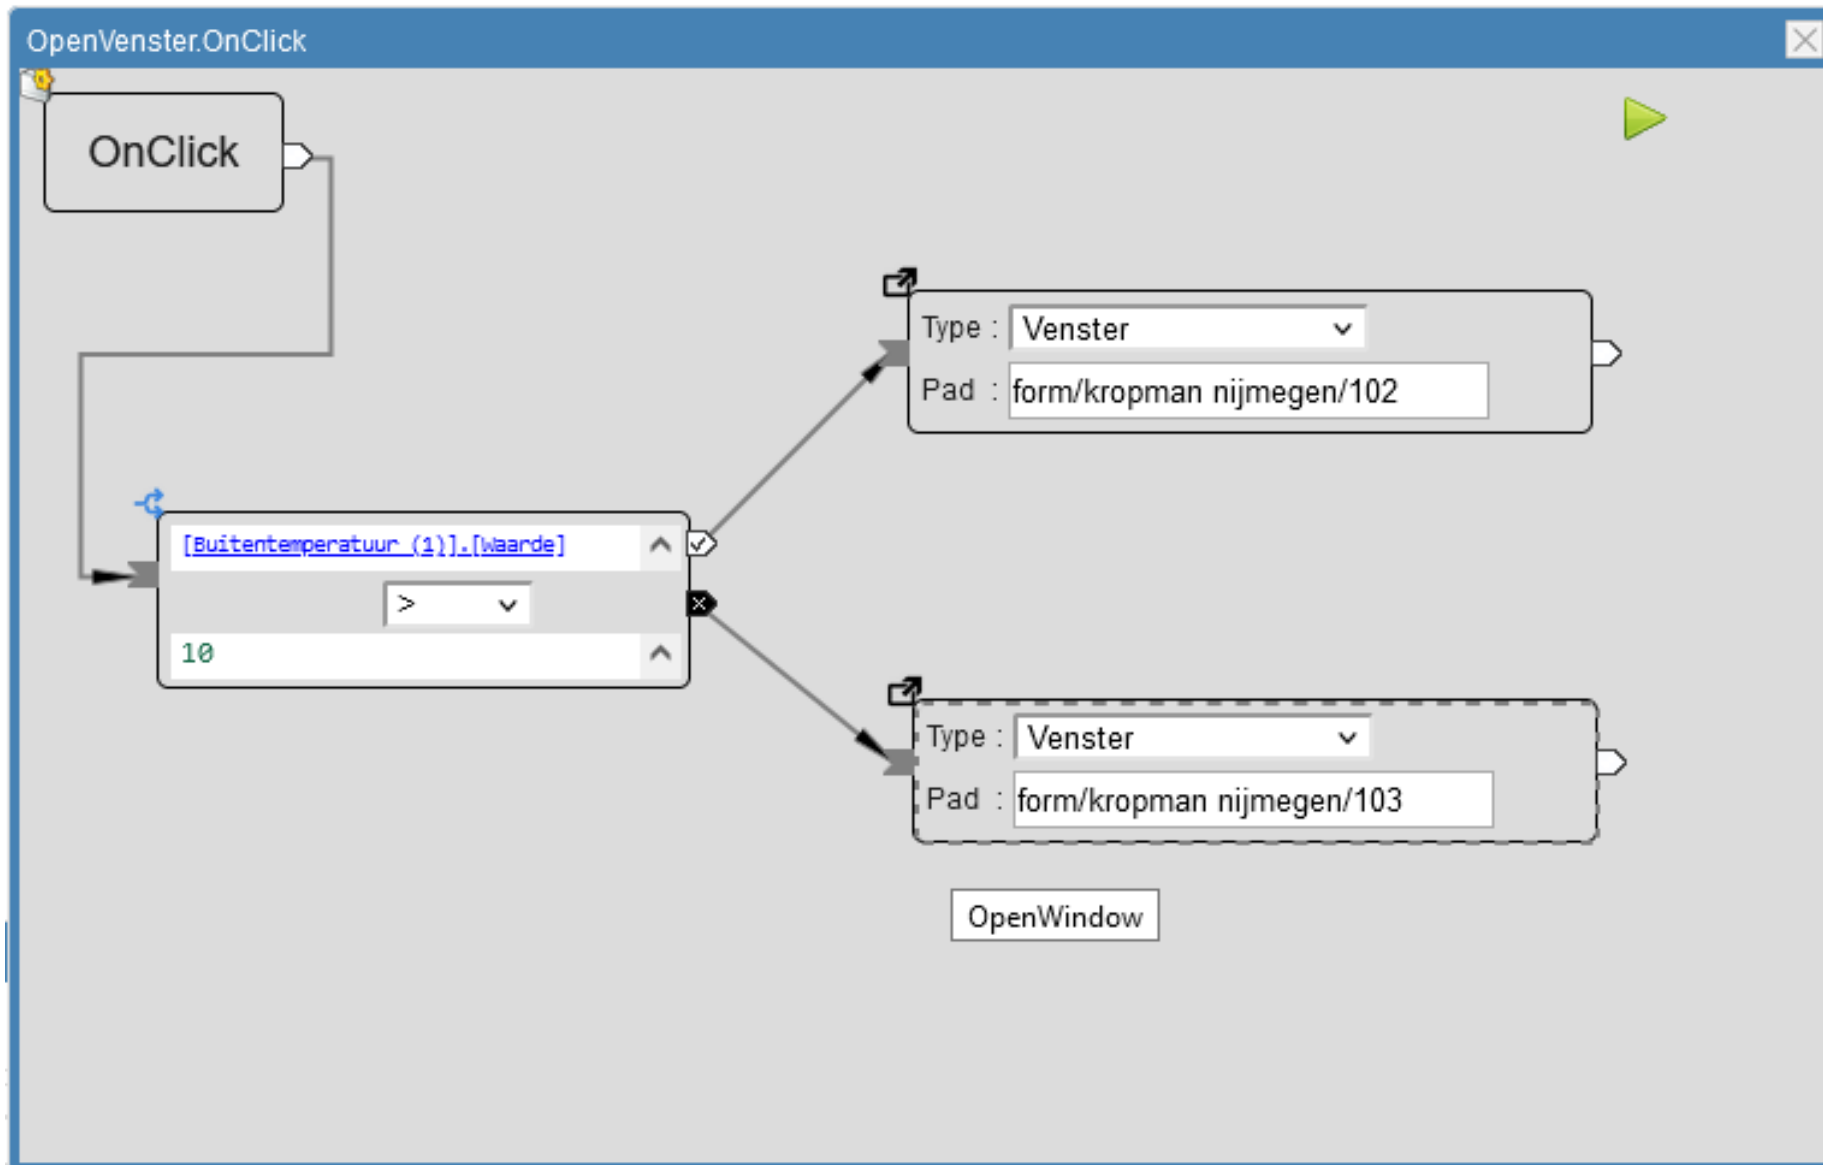 OpenVenster.OnClick
OnClick
Type : Venster
Pad : form/kropman nijmegen/102
[Buitentemperatuur (1)].[Waarde]
>
10
Type : Venster
Pad : form/kropman nijmegen/103
OpenWindow